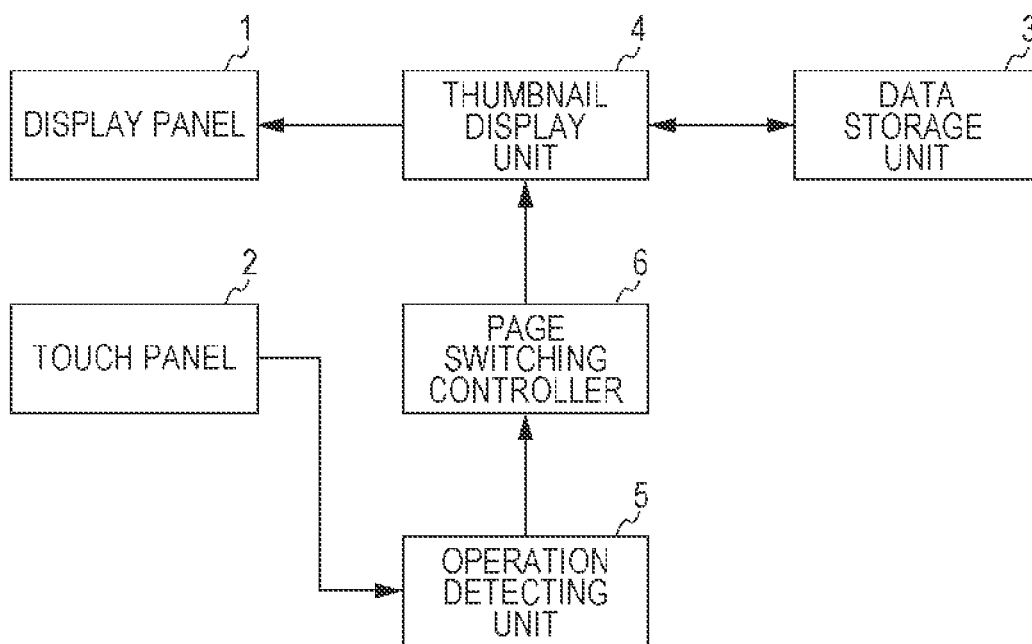 1
DISPLAY PANEL
4
THUMBNAIL
DISPLAY
UNIT
3
DATA
STORAGE
UNIT
2
TOUCH PANEL
6
PAGE
SWITCHING
CONTROLLER
5
OPERATION
DETECTING
UNIT